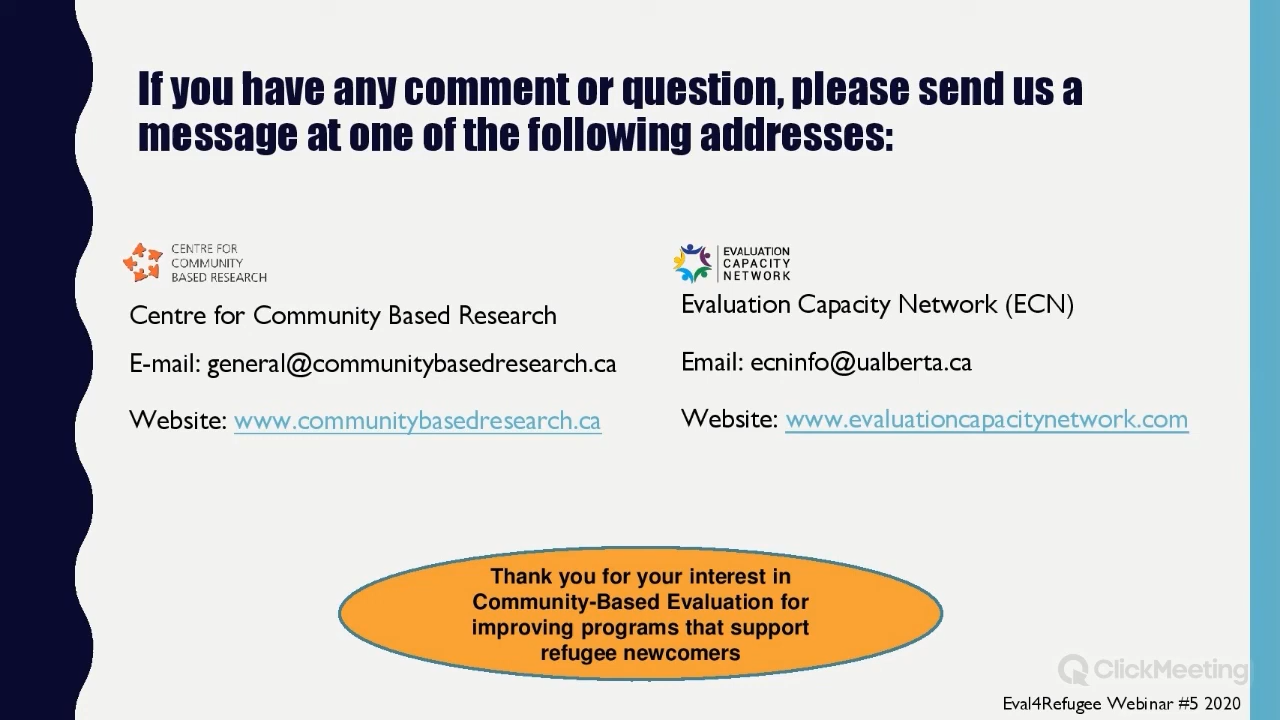 If you have any comment or question, please send us a
message at one of the following addresses:
CENTRE FOR
COMMUNITY
BASED RESEARCH
Centre for Community Based Research
E-mail: general@communitybasedresearch.ca
Website: www.communitybasedresearch.ca
EVALUATION
CAPACITY
NETWORK
Evaluation Capacity Network (ECN)
Email: ecninfo@ualberta.ca
Website: www.evaluationcapacitynetwork.com
Thank you for your interest in
Community-Based Evaluation for
improving programs that support
refugee newcomers
ClickMeeting
Eval4Refugee Webinar #5 2020